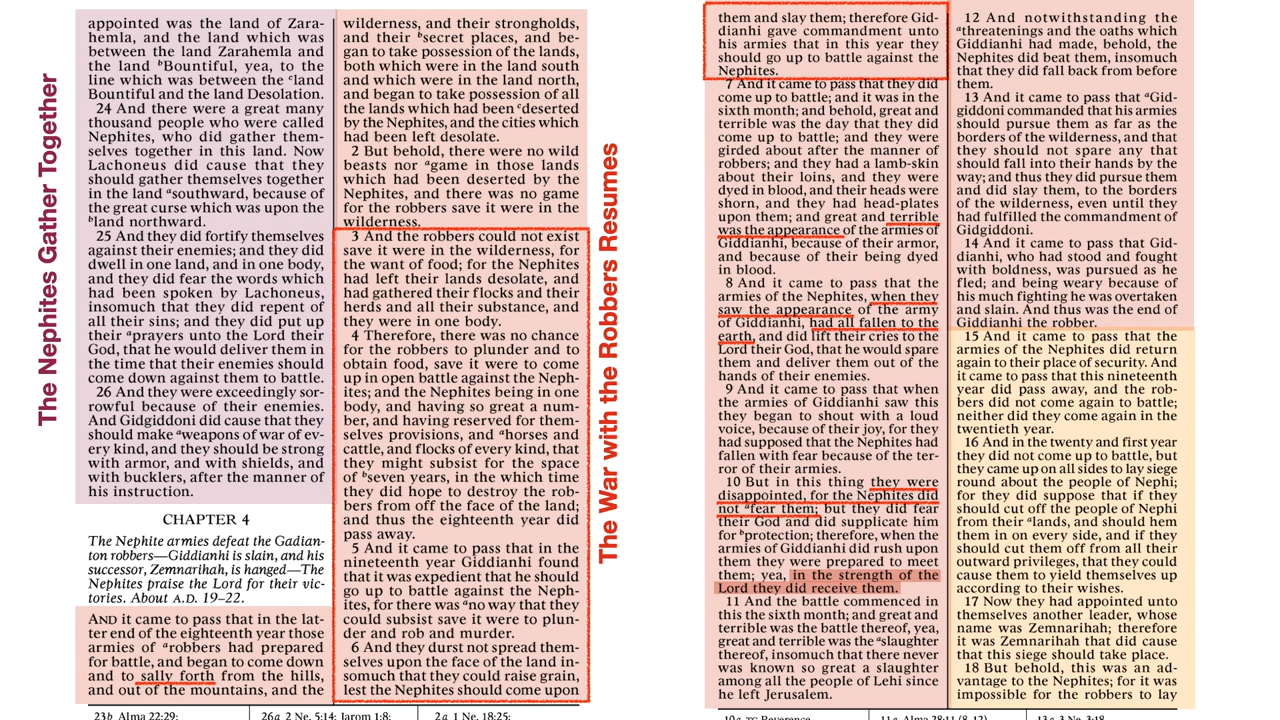 The Nephites Gather Together
appointed was the land of Zara-
hemla, and the land which was
between the land Zarahemla and
the land bBountiful, yea, to the
line which was between the cland
Bountiful and the land Desolation.
24 And there were a great many
thousand people who were called
Nephites, who did gather them-
selves together in this land. Now
Lachoneus did cause that they
should gather themselves together
in the land asouthward, because of
the great curse which was upon the
bland northward.
25 And they did fortify themselves
against their enemies; and they did
dwell in one land, and in one body,
and they did fear the words which
had been spoken by Lachoneus,
insomuch that they did repent of
all their sins; and they did put up
their aprayers unto the Lord their
God, that he would deliver them in
the time that their enemies should
come down against them to battle.
26 And they were exceedingly sor-
rowful because of their enemies.
And Gidgiddoni did cause that they
should make aweapons of war of ev-
ery kind, and they should be strong
with armor, and with shields, and
with bucklers, after the manner of
his instruction.
CHAPTER 4
The Nephite armies defeat the Gadian-
ton robbers—Giddianhi is slain, and his
successor, Zemnarihah, is hanged—The
Nephites praise the Lord for their vic-
tories. About A.D. 19–22.
AND it came to pass that in the lat-
ter end of the eighteenth year those
armies of arobbers had prepared
for battle, and began to come down
and to sally forth from the hills,
and out of the mountains, and the
23b Alma 22:29;
26a 2 Ne. 5:14; Jarom 1:8;
wilderness, and their strongholds,
and their bsecret places, and be-
gan to take possession of the lands,
both which were in the land south
and which were in the land north,
and began to take possession of all
the lands which had been cdeserted
by the Nephites, and the cities which
had been left desolate.
2 But behold, there were no wild
beasts nor agame in those lands
which had been deserted by the
Nephites, and there was no game
for the robbers save it were in the
wilderness.
3 And the robbers could not exist
save it were in the wilderness, for
the want of food; for the Nephites
had left their lands desolate, and
had gathered their flocks and their
herds and all their substance, and
they were in one body.
4 Therefore, there was no chance
for the robbers to plunder and to
obtain food, save it were to come
up in open battle against the Neph-
ites; and the Nephites being in one
body, and having so great a num-
ber, and having reserved for them-
selves provisions, and ahorses and
cattle, and flocks of every kind, that
they might subsist for the space
of bseven years, in the which time
they did hope to destroy the rob-
bers from off the face of the land;
and thus the eighteenth year did
pass away.
5 And it came to pass that in the
nineteenth year Giddianhi found
that it was expedient that he should
go up to battle against the Neph-
ites, for there was ano way that they
could subsist save it were to plun-
der and rob and murder.
6 And they durst not spread them-
selves upon the face of the land in-
somuch that they could raise grain,
lest the Nephites should come upon
2a 1 Ne. 18:25;
The War with the Robbers Resumes
them and slay them; therefore Gid-
dianhi gave commandment unto
his armies that in this year they
should go up to battle against the
Nephites.
7 And it came to pass that they did
come up to battle; and it was in the
sixth month; and behold, great and
terrible was the day that they did
come up to battle; and they were
girded about after the manner of
robbers; and they had a lamb-skin
about their loins, and they were
dyed in blood, and their heads were
shorn, and they had head-plates
upon them; and great and terrible
was the appearance of the armies of
Giddianhi, because of their armor,
and because of their being dyed
in blood.
8 And it came to pass that the
armies of the Nephites, when they
saw the appearance of the army
of Giddianhi, had all fallen to the
earth, and did lift their cries to the
Lord their God, that he would spare
them and deliver them out of the
hands of their enemies.
9 And it came to pass that when
the armies of Giddianhi saw this
they began to shout with a loud
voice, because of their joy, for they
had supposed that the Nephites had
fallen with fear because of the ter-
ror of their armies.
10 But in this thing they were
disappointed, for the Nephites did
not afear them; but they did fear
their God and did supplicate him
for bprotection; therefore, when the
armies of Giddianhi did rush upon
them they were prepared to meet
them; yea, in the strength of the
Lord they did receive them.
11 And the battle commenced in
this the sixth month; and great and
terrible was the battle thereof, yea,
great and terrible was the aslaughter
thereof, insomuch that there never
was known so great a slaughter
among all the people of Lehi since
he left Jerusalem.
10a TG Reverence
11a Alma 28:11 (8–12)
12 And notwithstanding the
athreatenings and the oaths which
Giddianhi had made, behold, the
Nephites did beat them, insomuch
that they did fall back from before
them.
13 And it came to pass that aGid-
giddoni commanded that his armies
should pursue them as far as the
borders of the wilderness, and that
they should not spare any that
should fall into their hands by the
way; and thus they did pursue them
and did slay them, to the borders
of the wilderness, even until they
had fulfilled the commandment of
Gidgiddoni.
14 And it came to pass that Gid-
dianhi, who had stood and fought
with boldness, was pursued as he
fled; and being weary because of
his much fighting he was overtaken
and slain. And thus was the end of
Giddianhi the robber.
15 And it came to pass that the
armies of the Nephites did return
again to their place of security. And
it came to pass that this nineteenth
year did pass away, and the rob-
bers did not come again to battle;
neither did they come again in the
twentieth year.
16 And in the twenty and first year
they did not come up to battle, but
they came up on all sides to lay siege
round about the people of Nephi;
for they did suppose that if they
should cut off the people of Nephi
from their alands, and should hem
them in on every side, and if they
should cut them off from all their
outward privileges, that they could
cause them to yield themselves up
according to their wishes.
17 Now they had appointed unto
themselves another leader, whose
name was Zemnarihah; therefore
it was Zemnarihah that did cause
that this siege should take place.
18 But behold, this was an ad-
vantage to the Nephites; for it was
impossible for the robbers to lay
13a 3 Ne. 3:18